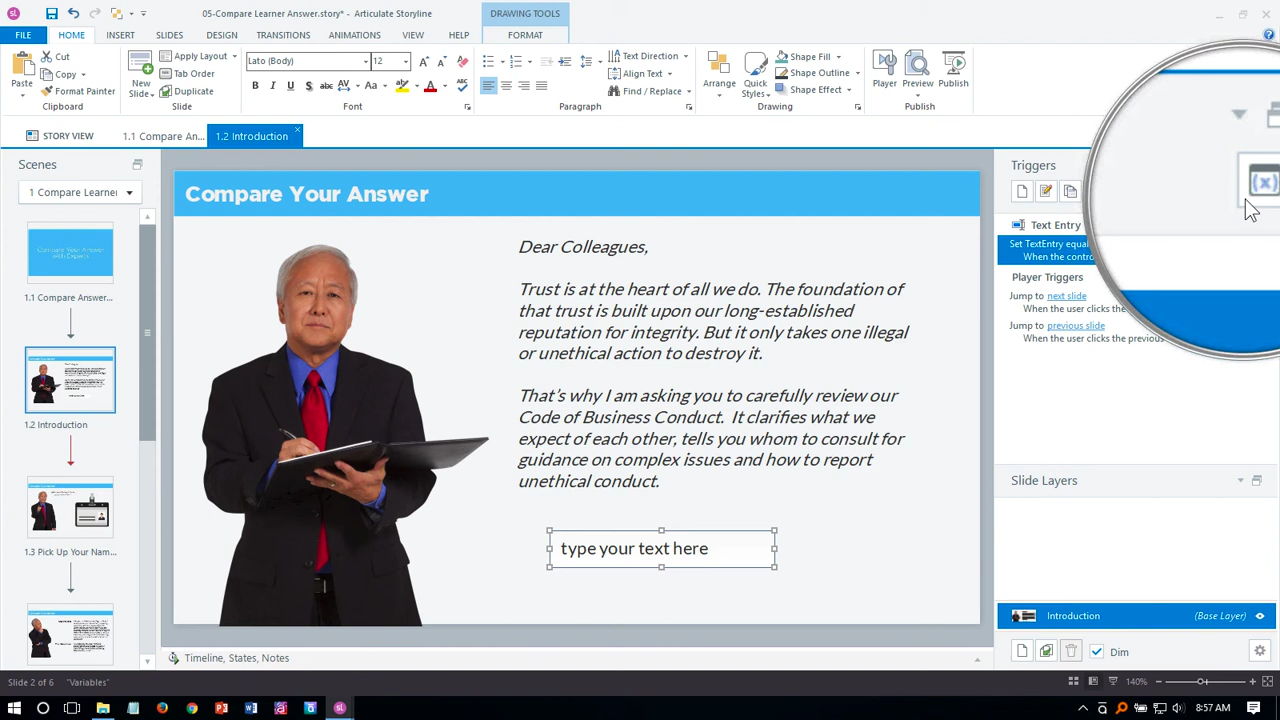 05-Compare Learner Answer.story* - Articulate Storyline
DRAWING TOOLS
FILE HOME INSERT SLIDES DESIGN TRANSITIONS ANIMATIONS VIEW HELP FORMAT
Paste
Cut
Copy
Format Painter
Clipboard
New Slide
Apply Layout
Tab Order
Duplicate
Slide
Lato (Body) 12
B I U S abc AV Aa A
Font
Text Direction
Align Text
Find / Replace
Paragraph
Arrange
Quick Styles
Shape Fill
Shape Outline
Shape Effect
Drawing
Player
Preview
Publish
Publish
STORY VIEW
1.1 Compare An...
1.2 Introduction
Scenes
1 Compare Learner
Compare Your Answer
with Experts
1.1 Compare Answer...
1.2 Introduction
1.3 Pick Up Your Nam...
Compare Your Answer
Dear Colleagues,
Trust is at the heart of all we do. The foundation of
that trust is built upon our long-established
reputation for integrity. But it only takes one illegal
or unethical action to destroy it.
That's why I am asking you to carefully review our
Code of Business Conduct. It clarifies what we
expect of each other, tells you whom to consult for
guidance on complex issues and how to report
unethical conduct.
type your text here
Timeline, States, Notes
Triggers
(x)
Text Entry
Set TextEntry equa
When the contr
Player Triggers
Jump to next slide
When the user clicks the
Jump to previous slide
When the user clicks the previous
Slide Layers
Introduction (Base Layer)
Dim
Slide 2 of 6 "Variables"
140%
8:57 AM